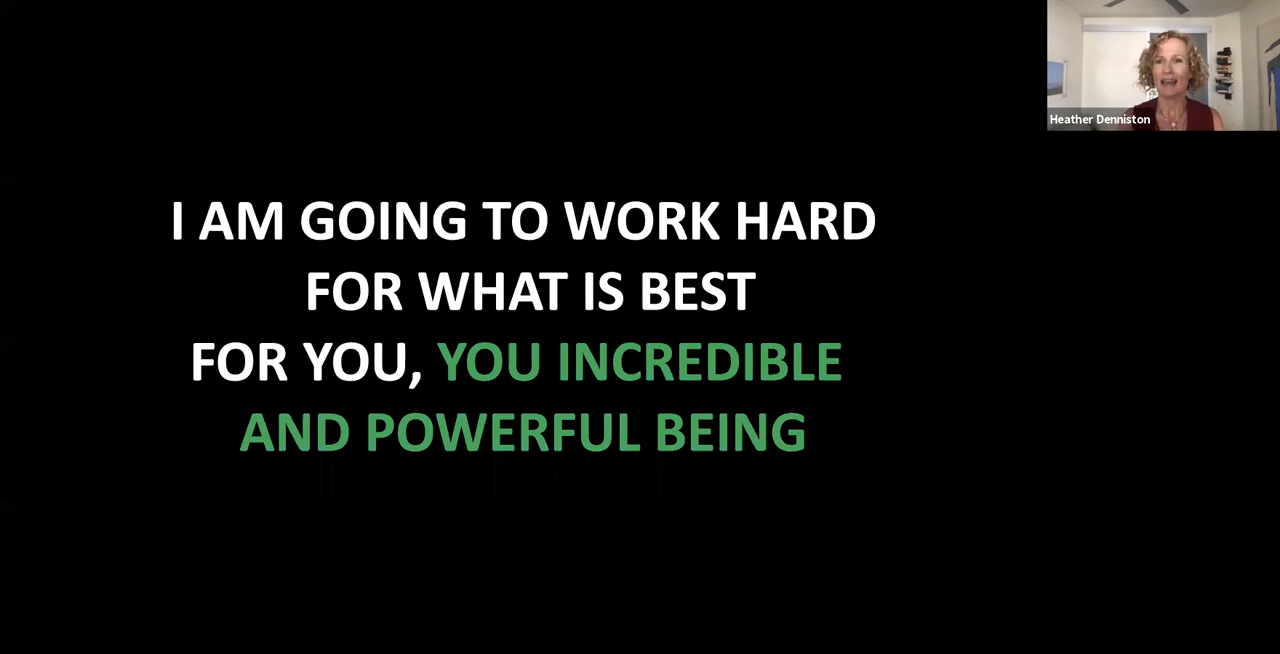 Heather Denniston
I AM GOING TO WORK HARD
FOR WHAT IS BEST
FOR YOU, YOU INCREDIBLE
AND POWERFUL BEING